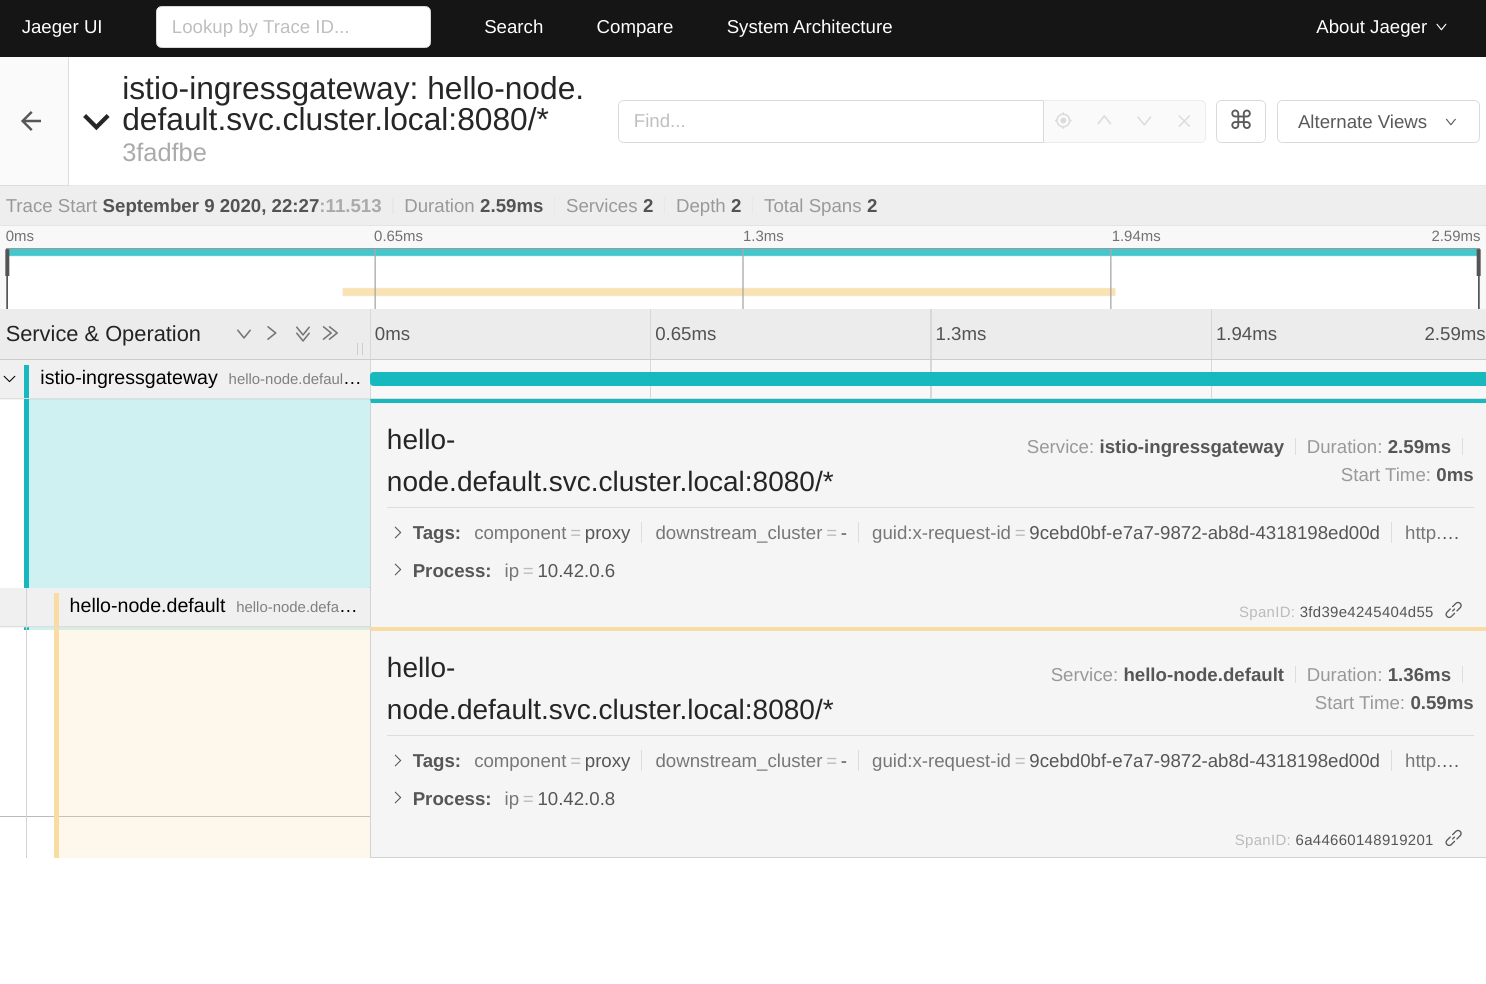 Jaeger UI
Lookup by Trace ID...
Search
Compare
System Architecture
About Jaeger
istio-ingressgateway: hello-node.
default.svc.cluster.local:8080/*
3fadfbe
Find...
⌘
Alternate Views
Trace Start September 9 2020, 22:27:11.513
Duration 2.59ms
Services 2
Depth 2
Total Spans 2
0ms
0.65ms
1.3ms
1.94ms
2.59ms
Service & Operation
0ms
0.65ms
1.3ms
1.94ms
2.59ms
istio-ingressgateway hello-node.defaul...
hello-
node.default.svc.cluster.local:8080/*
Service: istio-ingressgateway
Duration: 2.59ms
Start Time: 0ms
Tags: component = proxy downstream_cluster = - guid:x-request-id = 9cebd0bf-e7a7-9872-ab8d-4318198ed00d http....
Process: ip = 10.42.0.6
SpanID: 3fd39e4245404d55
hello-node.default hello-node.defa...
hello-
node.default.svc.cluster.local:8080/*
Service: hello-node.default
Duration: 1.36ms
Start Time: 0.59ms
Tags: component = proxy downstream_cluster = - guid:x-request-id = 9cebd0bf-e7a7-9872-ab8d-4318198ed00d http....
Process: ip = 10.42.0.8
SpanID: 6a44660148919201